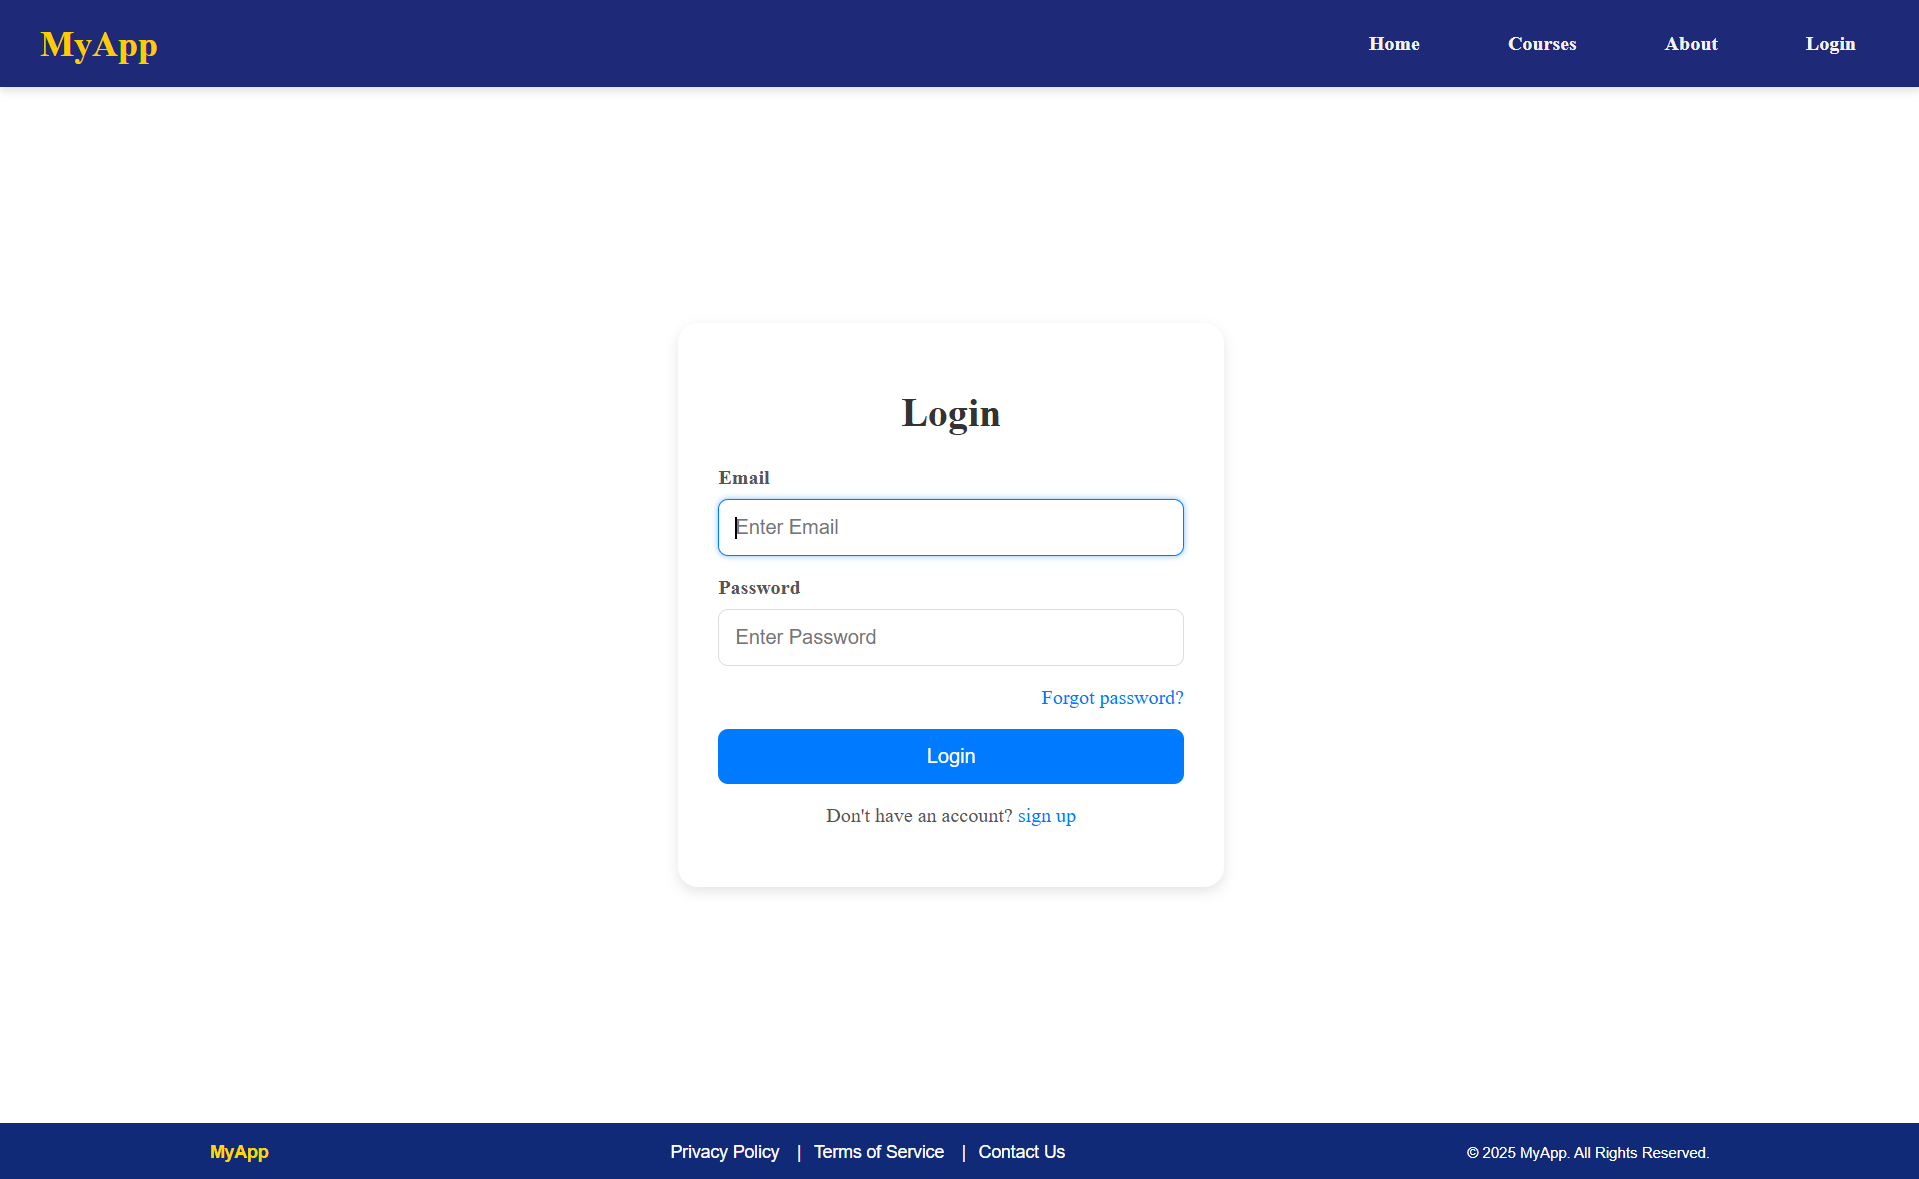 MyApp
Home Courses About Login
Login
Email
Enter Email
Password
Enter Password
Forgot password?
Login
Don't have an account? sign up
MyApp
Privacy Policy | Terms of Service | Contact Us
© 2025 MyApp. All Rights Reserved.